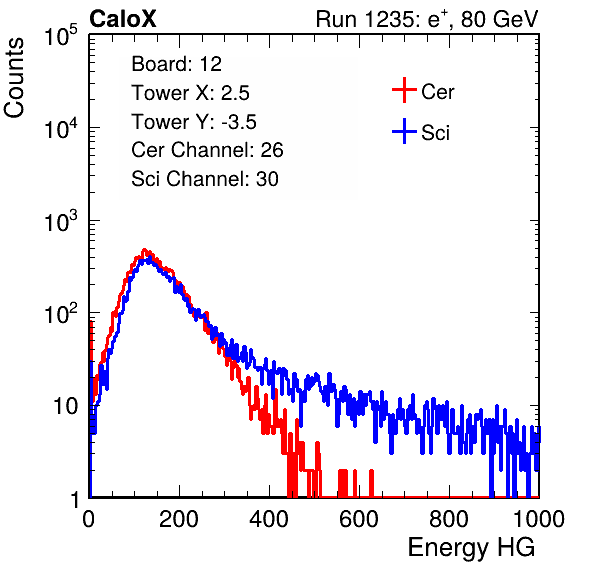 CaloX Run 1235: e⁺, 80 GeV
Counts
10⁵
10⁴
10³
10²
10
1
Board: 12
Tower X: 2.5
Tower Y: -3.5
Cer Channel: 26
Sci Channel: 30
Cer
Sci
0 200 400 600 800 1000
Energy HG